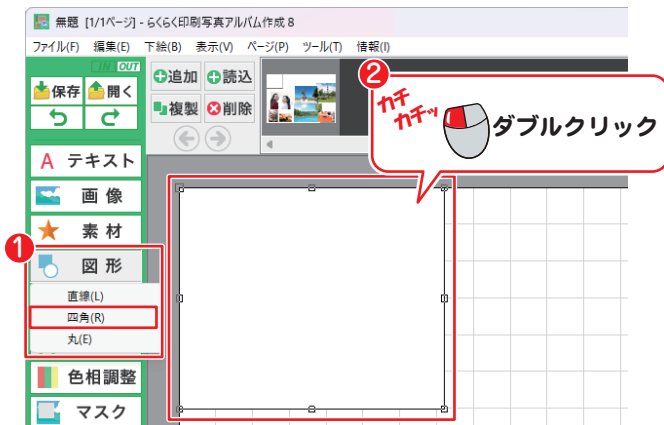 無題 [1/1ページ] - らくらく印刷写真アルバム作成 8
ファイル(F) 編集(E) 下絵(B) 表示(V) ページ(P) ツール(T) 情報(I)
IN OUT
保存 開く
追加 読込
複製 削除
2
カチ
カチッ
ダブルクリック
A テキスト
画 像
素 材
1
図 形
直線(L)
四角(R)
丸(E)
色相調整
マスク